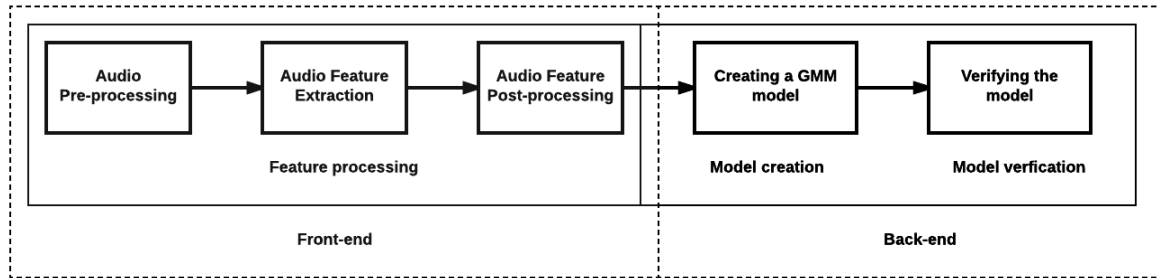 Audio
Pre-processing
Audio Feature
Extraction
Audio Feature
Post-processing
Creating a GMM
model
Verifying the
model
Feature processing
Model creation
Model verfication
Front-end
Back-end